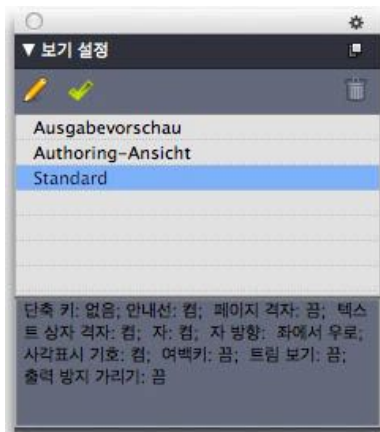 ▼ 보기 설정
Ausgabevorschau
Authoring-Ansicht
Standard
단축 키: 없음; 안내선: 켬; 페이지 격자: 끔; 텍스
트 상자 격자: 켬; 자: 켬; 자 방향: 좌에서 우로;
사각표시 기호: 켬; 여백키: 끔; 트림 보기: 끔;
출력 방지 가리기: 끔